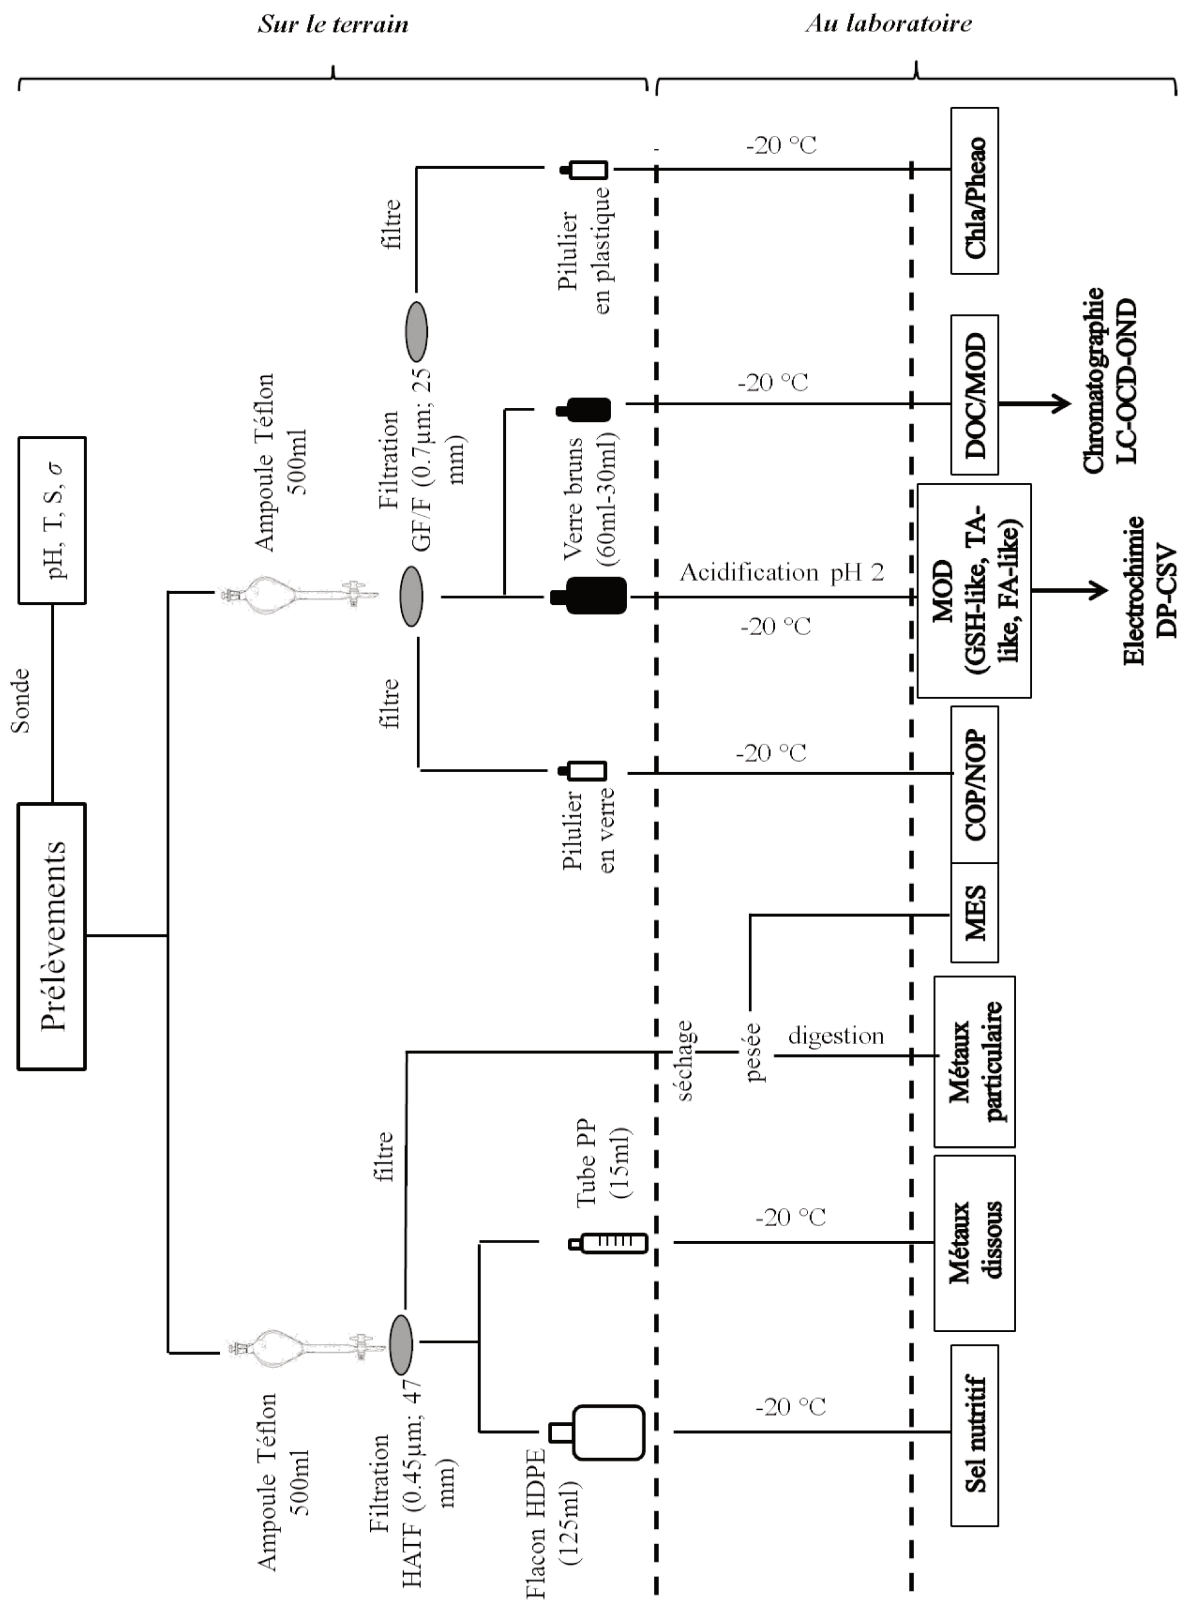 Sur le terrain
Au laboratoire
Prélèvements
Sonde
pH, T, S, σ
Ampoule Téflon
500ml
Ampoule Téflon
500ml
Filtration
HATF (0.45µm; 47
mm)
filtre
Filtration
GF/F (0.7µm; 25
mm)
filtre
filtre
Flacon HDPE
(125ml)
Tube PP
(15ml)
Pilulier
en verre
Verre bruns
(60ml-30ml)
Pilulier
en plastique
séchage
pesée
digestion
-20 °C
-20 °C
-20 °C
Acidification pH 2
-20 °C
-20 °C
-20 °C
Sel nutritif
Métaux
dissous
Métaux
particulaire
MES
COP/NOP
MOD
(GSH-like, TA-
like, FA-like)
DOC/MOD
Chla/Pheao
Electrochimie
DP-CSV
Chromatographie
LC-OCD-OND